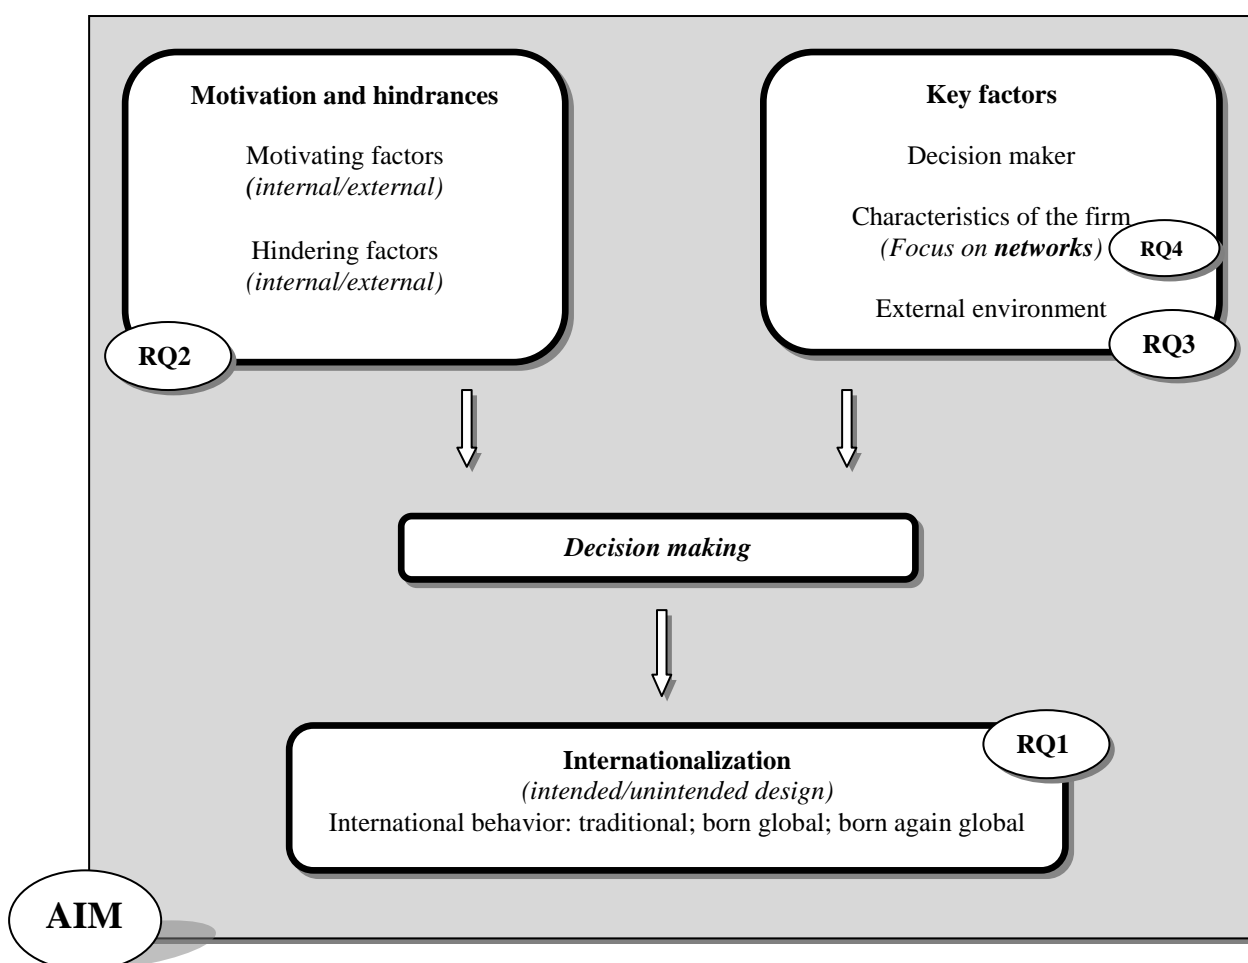 Motivation and hindrances
Motivating factors
(internal/external)
Hindering factors
(internal/external)
RQ2
Key factors
Decision maker
Characteristics of the firm
(Focus on networks)
RQ4
External environment
RQ3
Decision making
RQ1
Internationalization
(intended/unintended design)
International behavior: traditional; born global; born again global
AIM